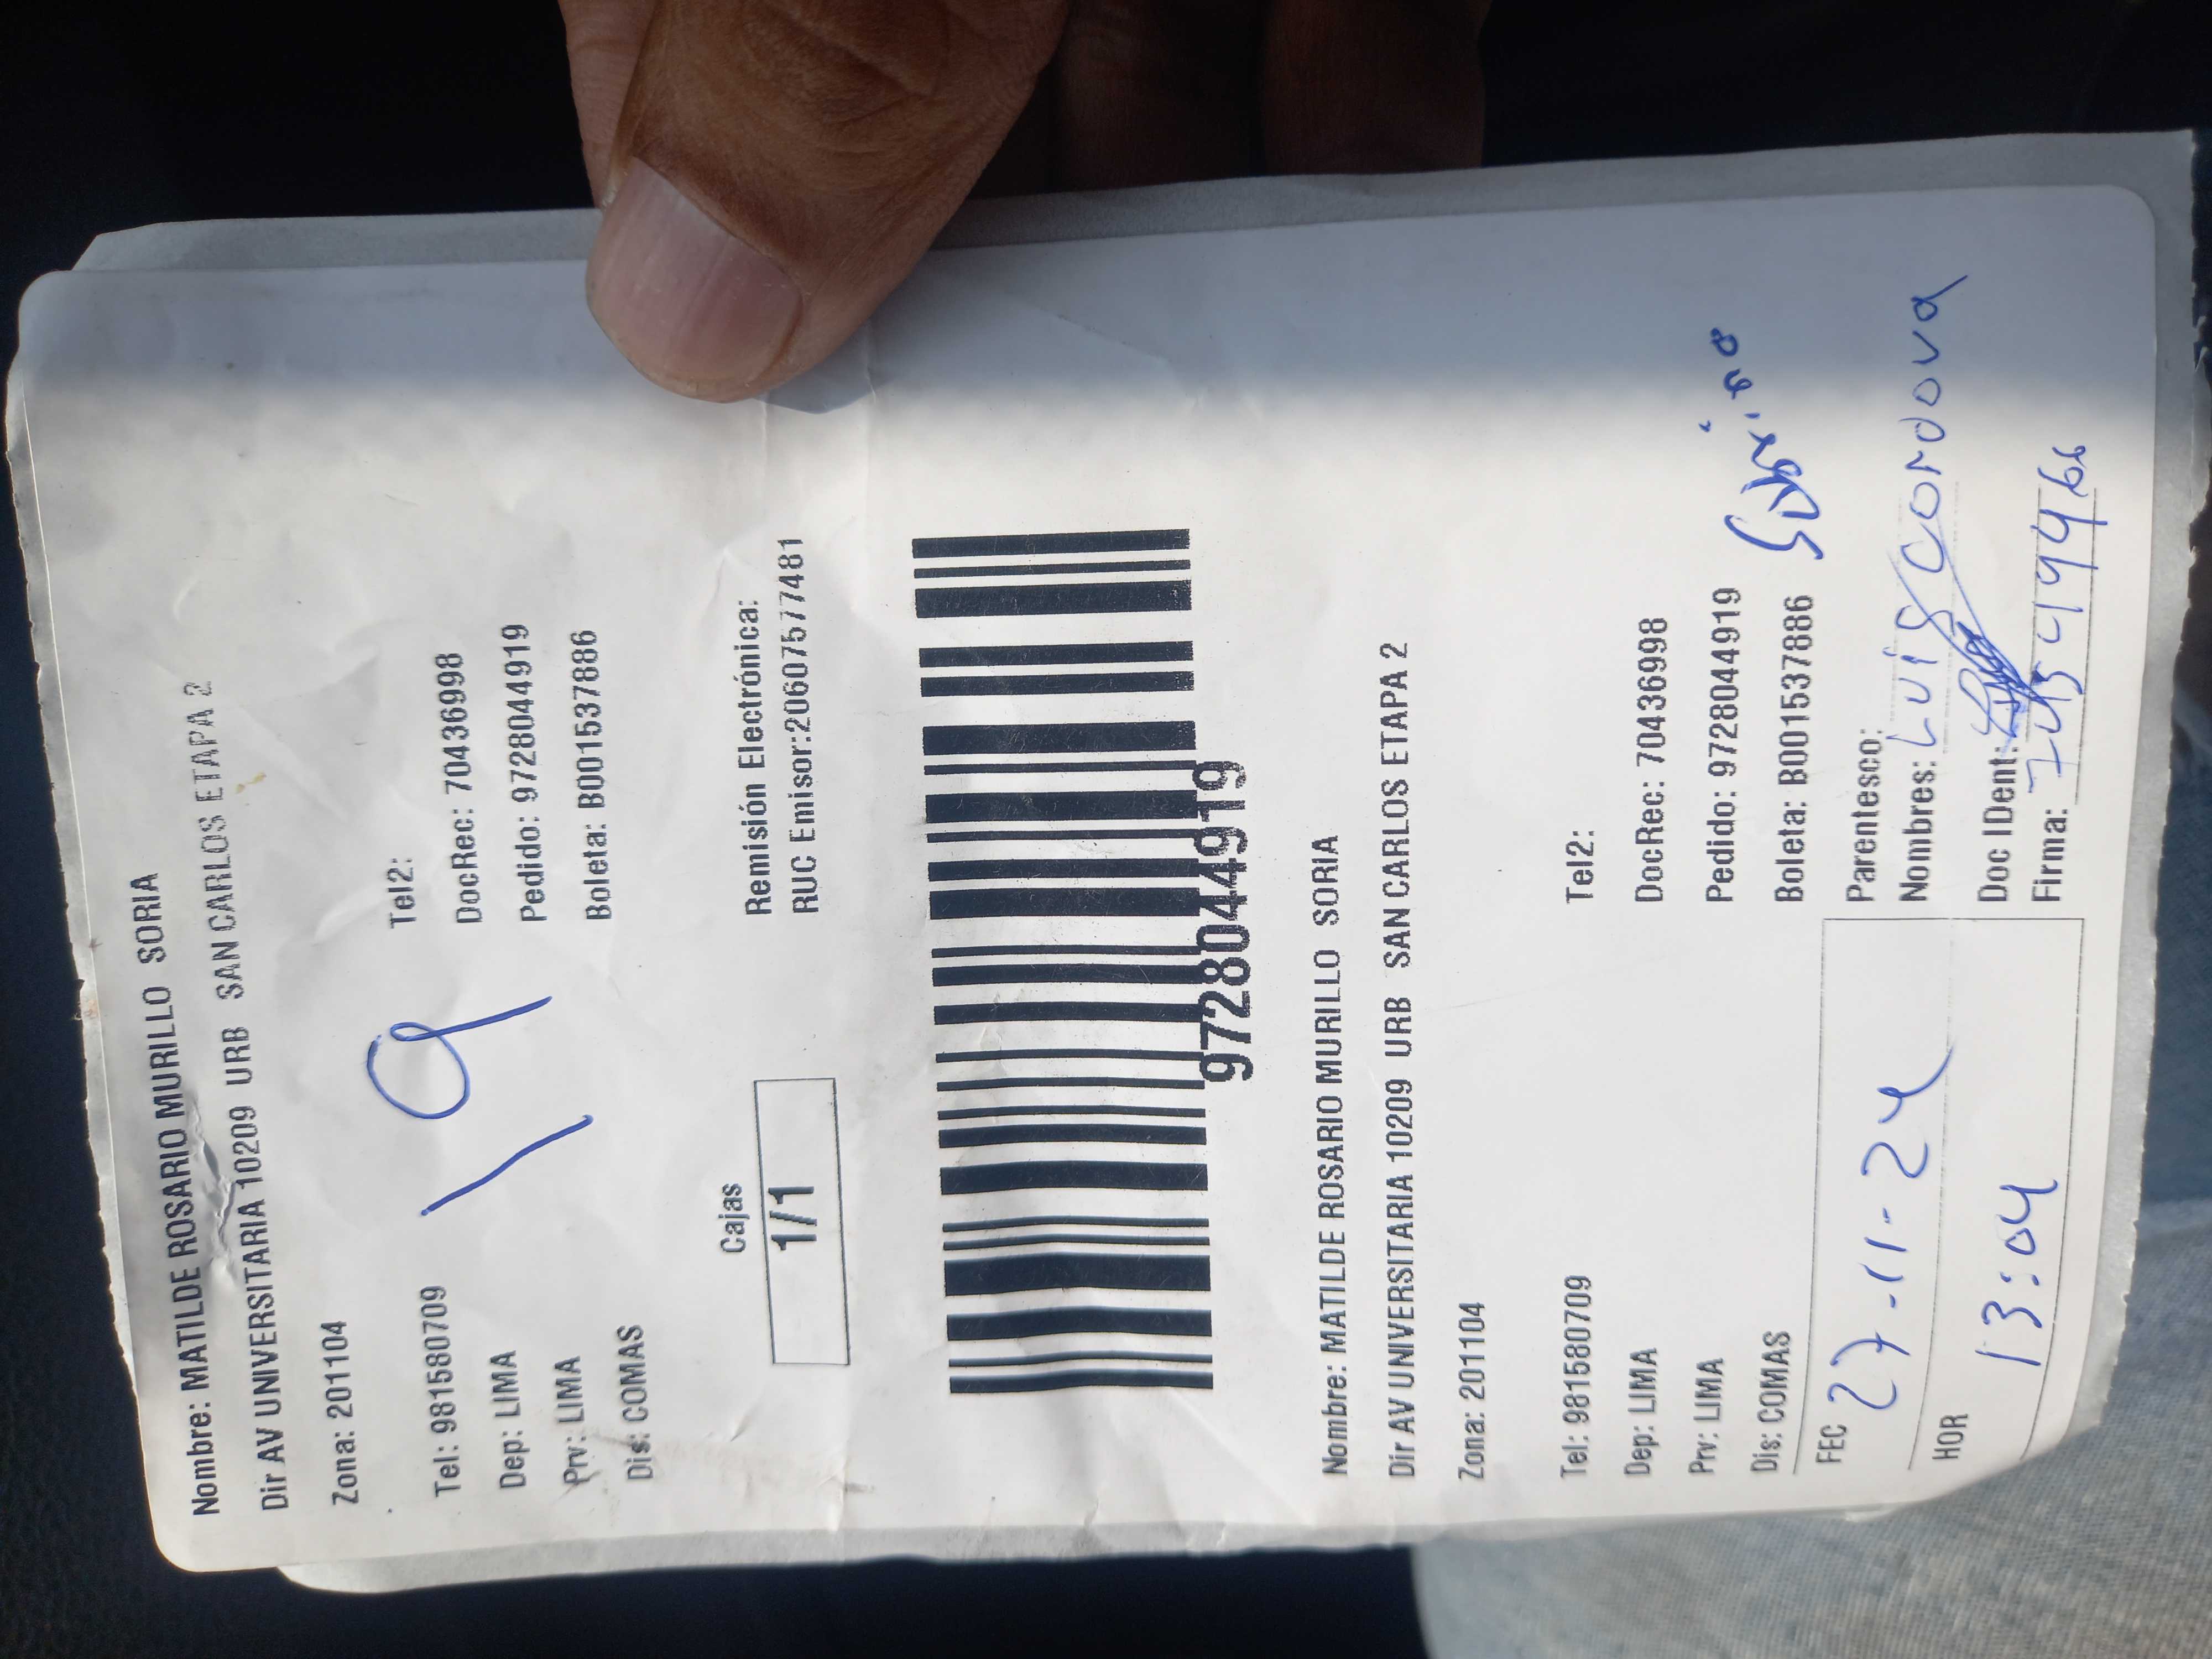 Nombre: MATILDE ROSARIO MURILLO SORIA
Dir AV UNIVERSITARIA 10209 URB SAN CARLOS ETAPA 2
Zona: 201104
Tel: 981580709 Tel2:
19
Dep: LIMA DocRec: 70436998
Prv: LIMA Pedido: 9728044919
Dis: COMAS Boleta: B001537886
Cajas Remisión Electrónica:
1/1 RUC Emisor:20607577481
9728044919
Nombre: MATILDE ROSARIO MURILLO SORIA
Dir AV UNIVERSITARIA 10209 URB SAN CARLOS ETAPA 2
Zona: 201104
Tel: 981580709 Tel2:
Dep: LIMA DocRec: 70436998
Prv: LIMA Pedido: 9728044919
Dis: COMAS Boleta: B001537886
Sobrino
FEC 27-11-24 Parentesco:
Nombres: LUIS CORDOVA
HOR 13:04 Doc IDent:
Firma: